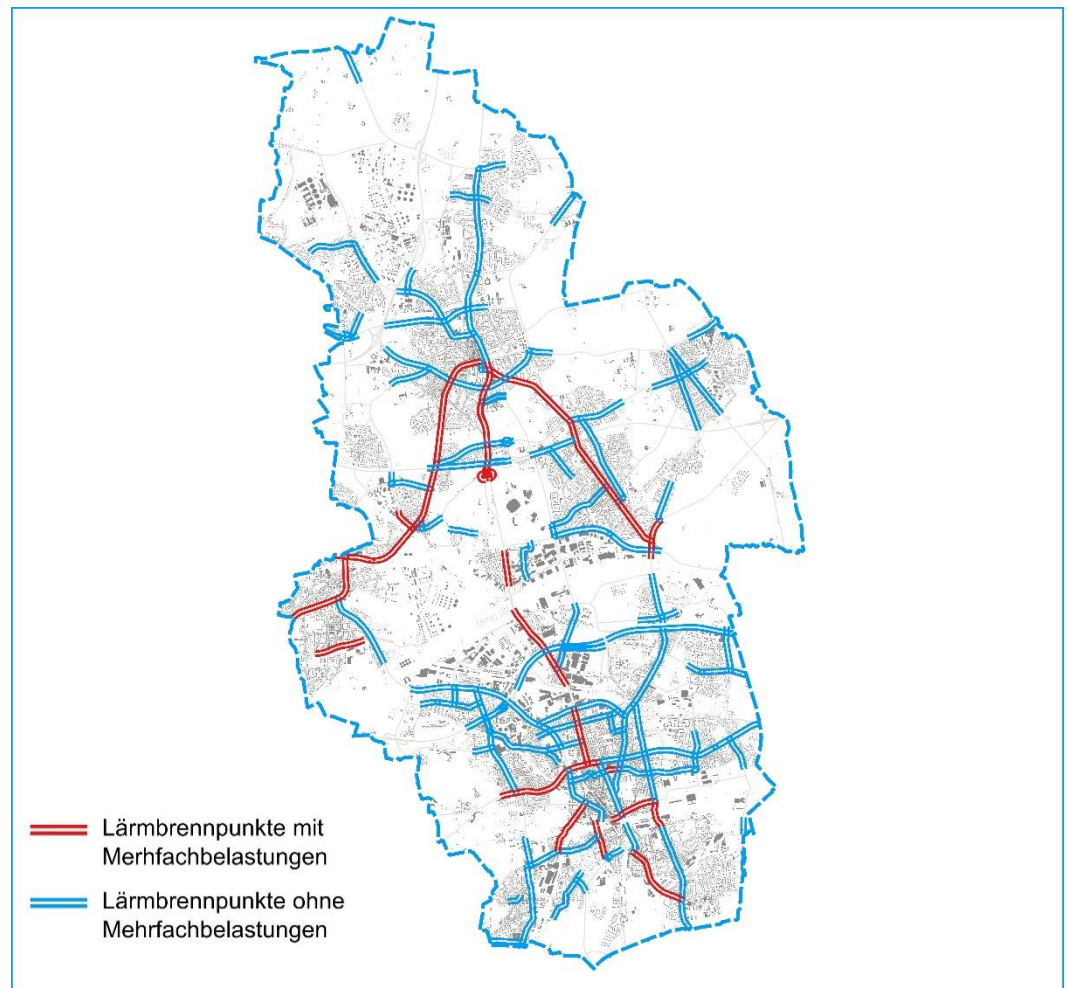 Lärmbrennpunkte mit
Merhfachbelastungen
Lärmbrennpunkte ohne
Mehrfachbelastungen